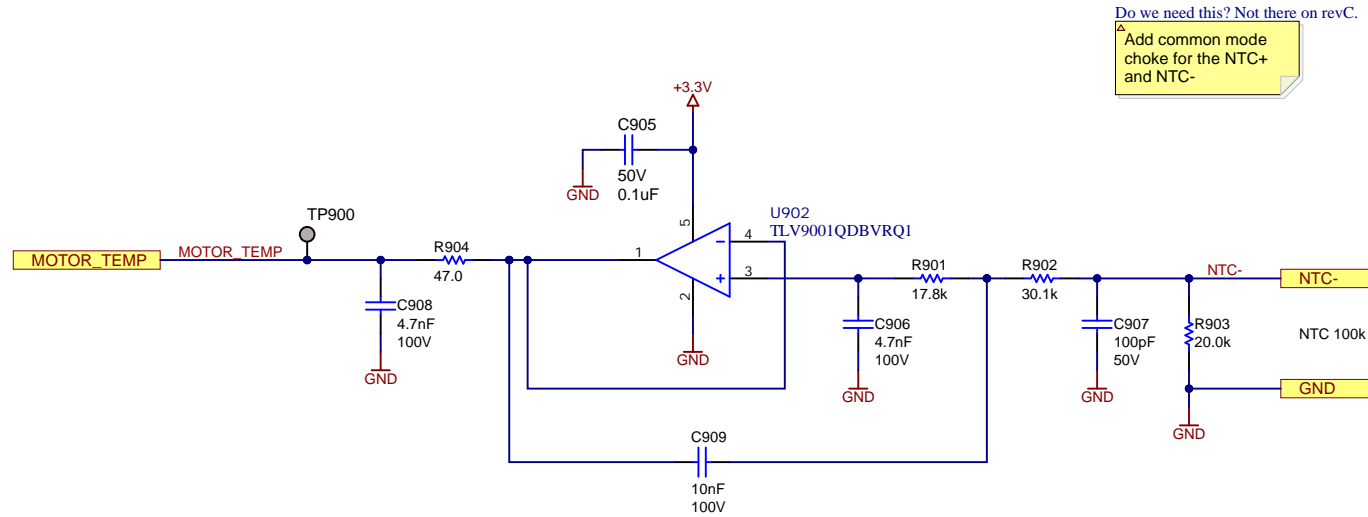 Do we need this? Not there on revC.
Add common mode
choke for the NTC+
and NTC-
+3.3V
C905
50V
0.1uF
GND
TP900
U902
TLV9001QDBVRQ1
5
4
1
3
2
MOTOR_TEMP
MOTOR_TEMP
R904
47.0
R901
17.8k
R902
30.1k
NTC-
NTC-
C908
4.7nF
100V
GND
GND
C906
4.7nF
100V
GND
C907
100pF
50V
GND
R903
20.0k
NTC 100k
GND
GND
C909
10nF
100V